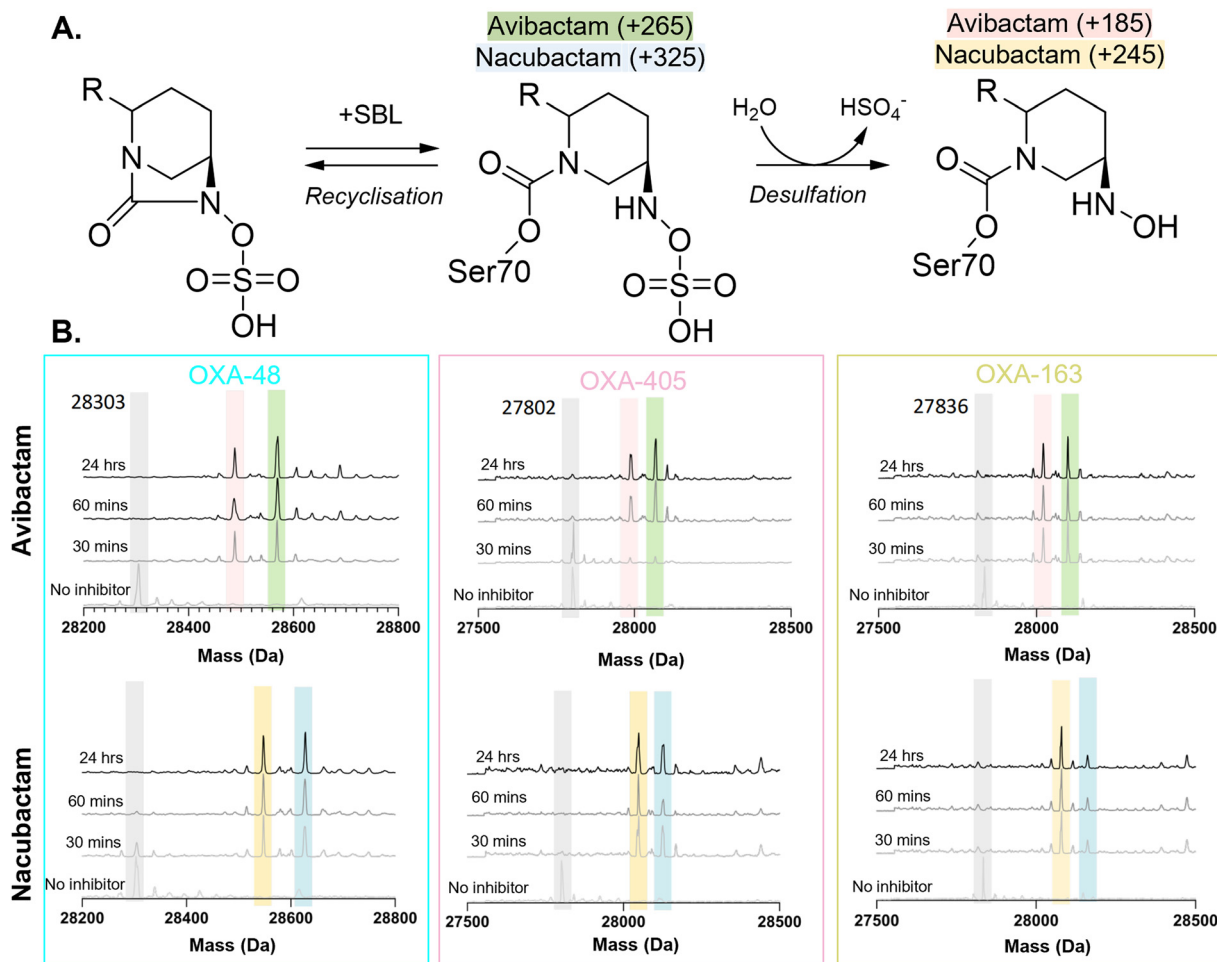 A.
Avibactam (+265)
Nacubactam (+325)
Avibactam (+185)
Nacubactam (+245)
R
N
O
N
O
O=S=O
OH
+SBL
Recyclisation
R
O
N
O
Ser70
HN
O
O=S=O
OH
H2O
HSO4-
Desulfation
R
O
N
O
Ser70
HN
OH
B.
Avibactam
OXA-48
28303
24 hrs
60 mins
30 mins
No inhibitor
28200 28400 28600 28800
Mass (Da)
OXA-405
27802
24 hrs
60 mins
30 mins
No inhibitor
27500 28000 28500
Mass (Da)
OXA-163
27836
24 hrs
60 mins
30 mins
No inhibitor
27500 28000 28500
Mass (Da)
Nacubactam
24 hrs
60 mins
30 mins
No inhibitor
28200 28400 28600 28800
Mass (Da)
24 hrs
60 mins
30 mins
No inhibitor
27500 28000 28500
Mass (Da)
24 hrs
60 mins
30 mins
No inhibitor
27500 28000 28500
Mass (Da)